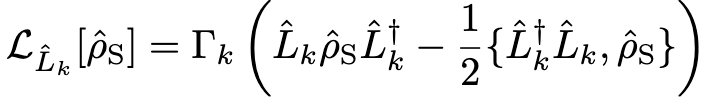 $\mathcal{L}_{\hat{L}_k}[\hat{\rho}_{\mathrm{S}}] = \Gamma_k \left( \hat{L}_k \hat{\rho}_{\mathrm{S}} \hat{L}_k^{\dagger} - \frac{1}{2} \{ \hat{L}_k^{\dagger} \hat{L}_k, \hat{\rho}_{\mathrm{S}} \} \right)$